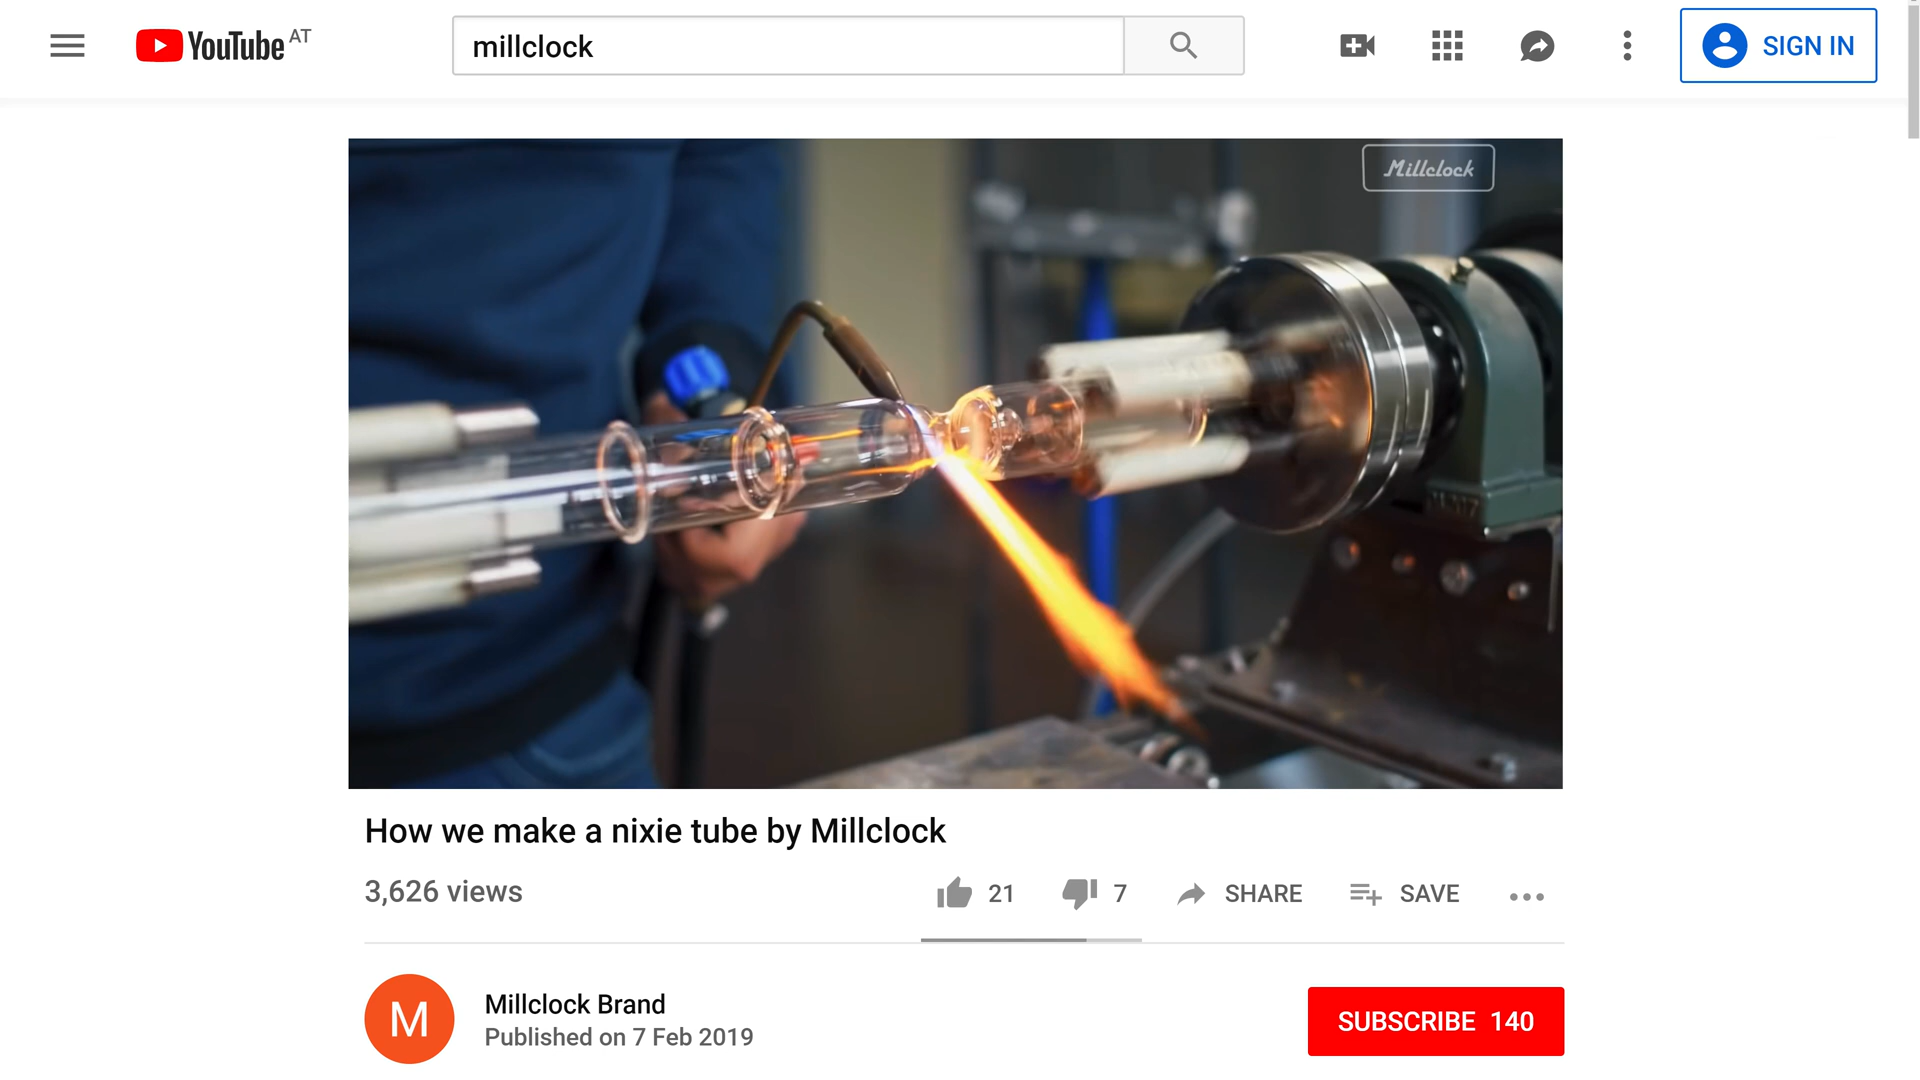 YouTube AT
millclock
SIGN IN
Millclock
How we make a nixie tube by Millclock
3,626 views
21
7
SHARE
SAVE
M
Millclock Brand
Published on 7 Feb 2019
SUBSCRIBE 140